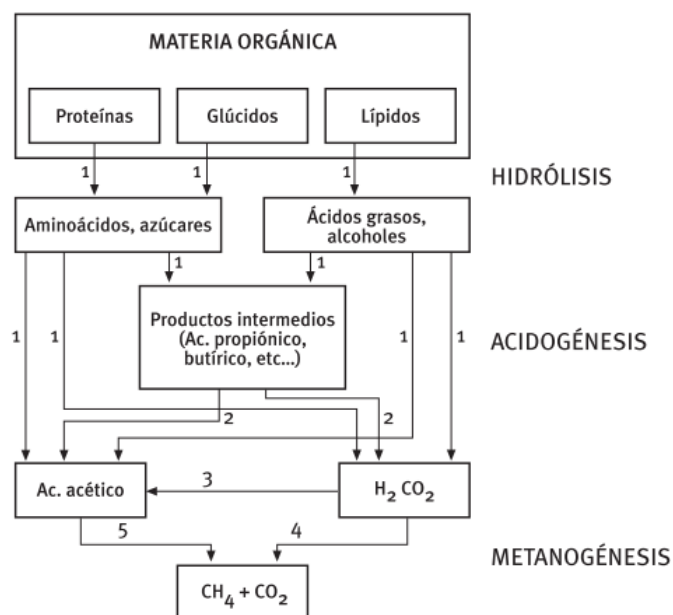 MATERIA ORGÁNICA
Proteínas
Glúcidos
Lípidos
1
1
1
HIDRÓLISIS
Aminoácidos, azúcares
Ácidos grasos,
alcoholes
1
1
Productos intermedios
(Ac. propiónico,
butírico, etc...)
1
1
1
1
ACIDOGÉNESIS
2
2
Ac. acético
3
H₂ CO₂
5
4
METANOGÉNESIS
CH₄ + CO₂